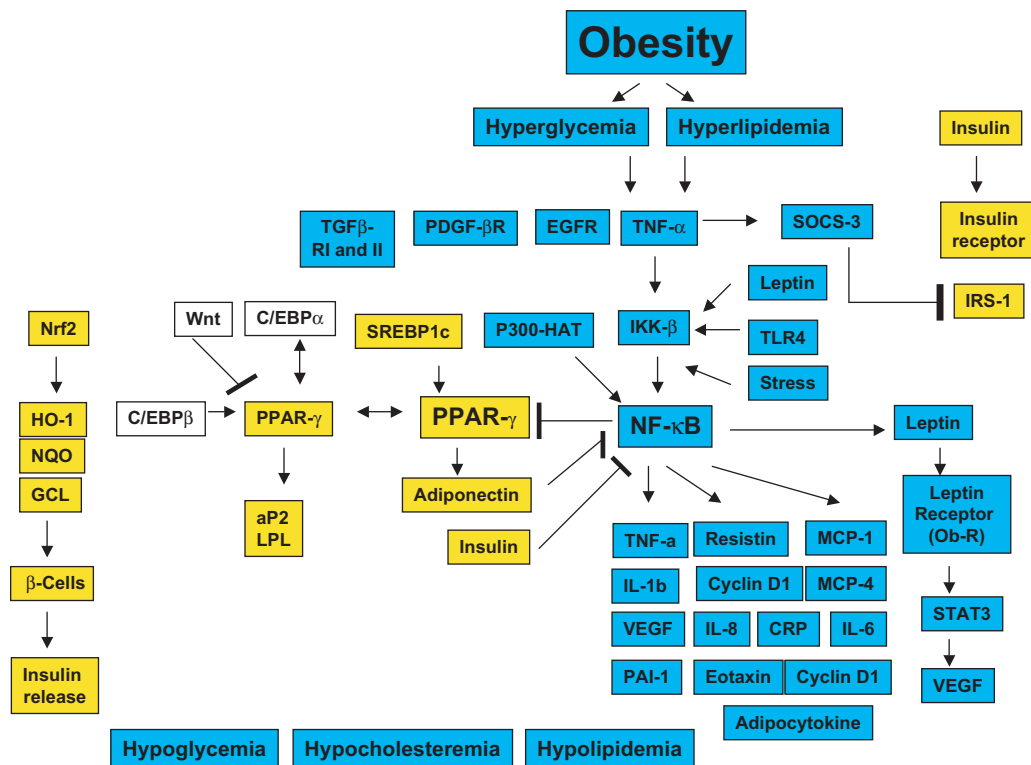 Obesity
Hyperglycemia
Hyperlipidemia
Insulin
TGFβ-
RI and II
PDGF-βR
EGFR
TNF-α
SOCS-3
Insulin
receptor
Leptin
IRS-1
Nrf2
Wnt
C/EBPα
SREBP1c
P300-HAT
IKK-β
TLR4
Stress
HO-1
C/EBPβ
PPAR-γ
PPAR-γ
NF-κB
Leptin
NQO
GCL
Adiponectin
aP2
LPL
Insulin
TNF-a
Resistin
MCP-1
Leptin
Receptor
(Ob-R)
β-Cells
IL-1b
Cyclin D1
MCP-4
STAT3
VEGF
IL-8
CRP
IL-6
Insulin
release
PAI-1
Eotaxin
Cyclin D1
VEGF
Adipocytokine
Hypoglycemia
Hypocholesteremia
Hypolipidemia